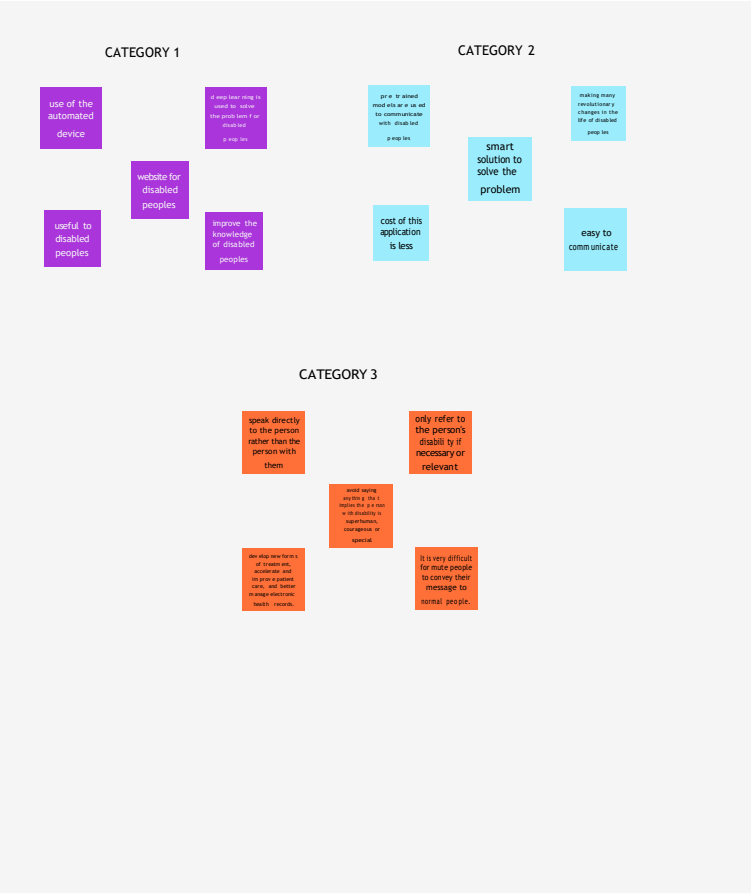 CATEGORY 1
use of the
automated
device
deep learning is
used to solve
the problem for
disabled
peoples
website for
disabled
peoples
useful to
disabled
peoples
improve the
knowledge
of disabled
peoples
CATEGORY 2
pre trained
models are used
to communicate
with disabled
peoples
making many
revolutionary
changes in the
life of disabled
peoples
smart
solution to
solve the
problem
cost of this
application
is less
easy to
communicate
CATEGORY 3
speak directly
to the person
rather than the
person with
them
only refer to
the person's
disability if
necessary or
relevant
avoid saying
anything that
implies the person
with disability is
superhuman,
courageous or
special
develop new forms
of treatment,
accelerate and
improve patient
care, and better
manage electronic
health records.
It is very difficult
for mute people
to convey their
message to
normal people.